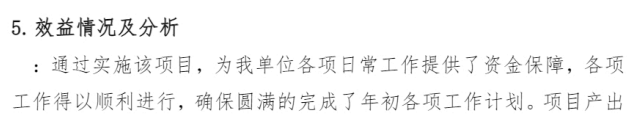 5.效益情况及分析
：通过实施该项目，为我单位各项日常工作提供了资金保障，各项
工作得以顺利进行，确保圆满的完成了年初各项工作计划。项目产出